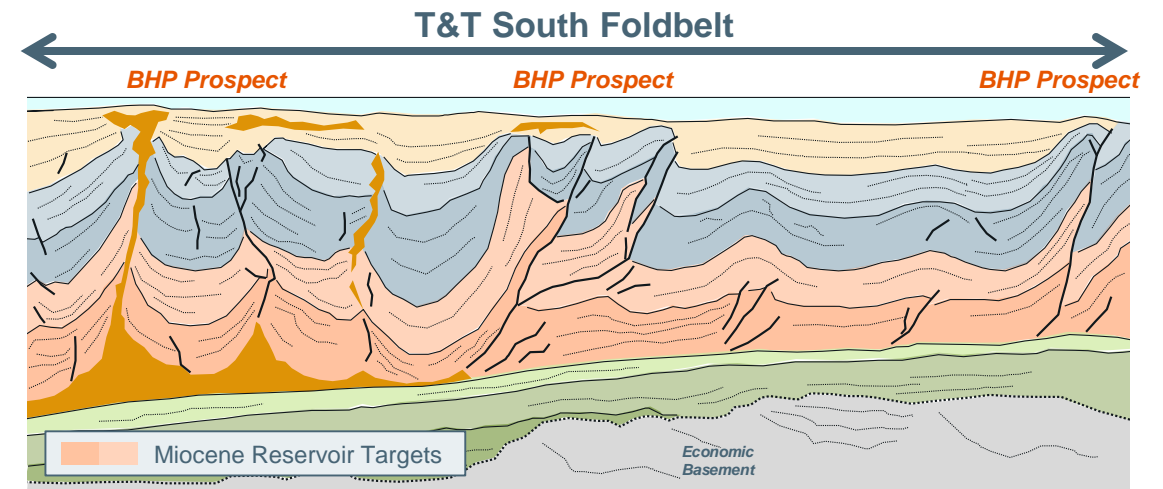 T&T South Foldbelt
BHP Prospect BHP Prospect BHP Prospect
Miocene Reservoir Targets
Economic
Basement